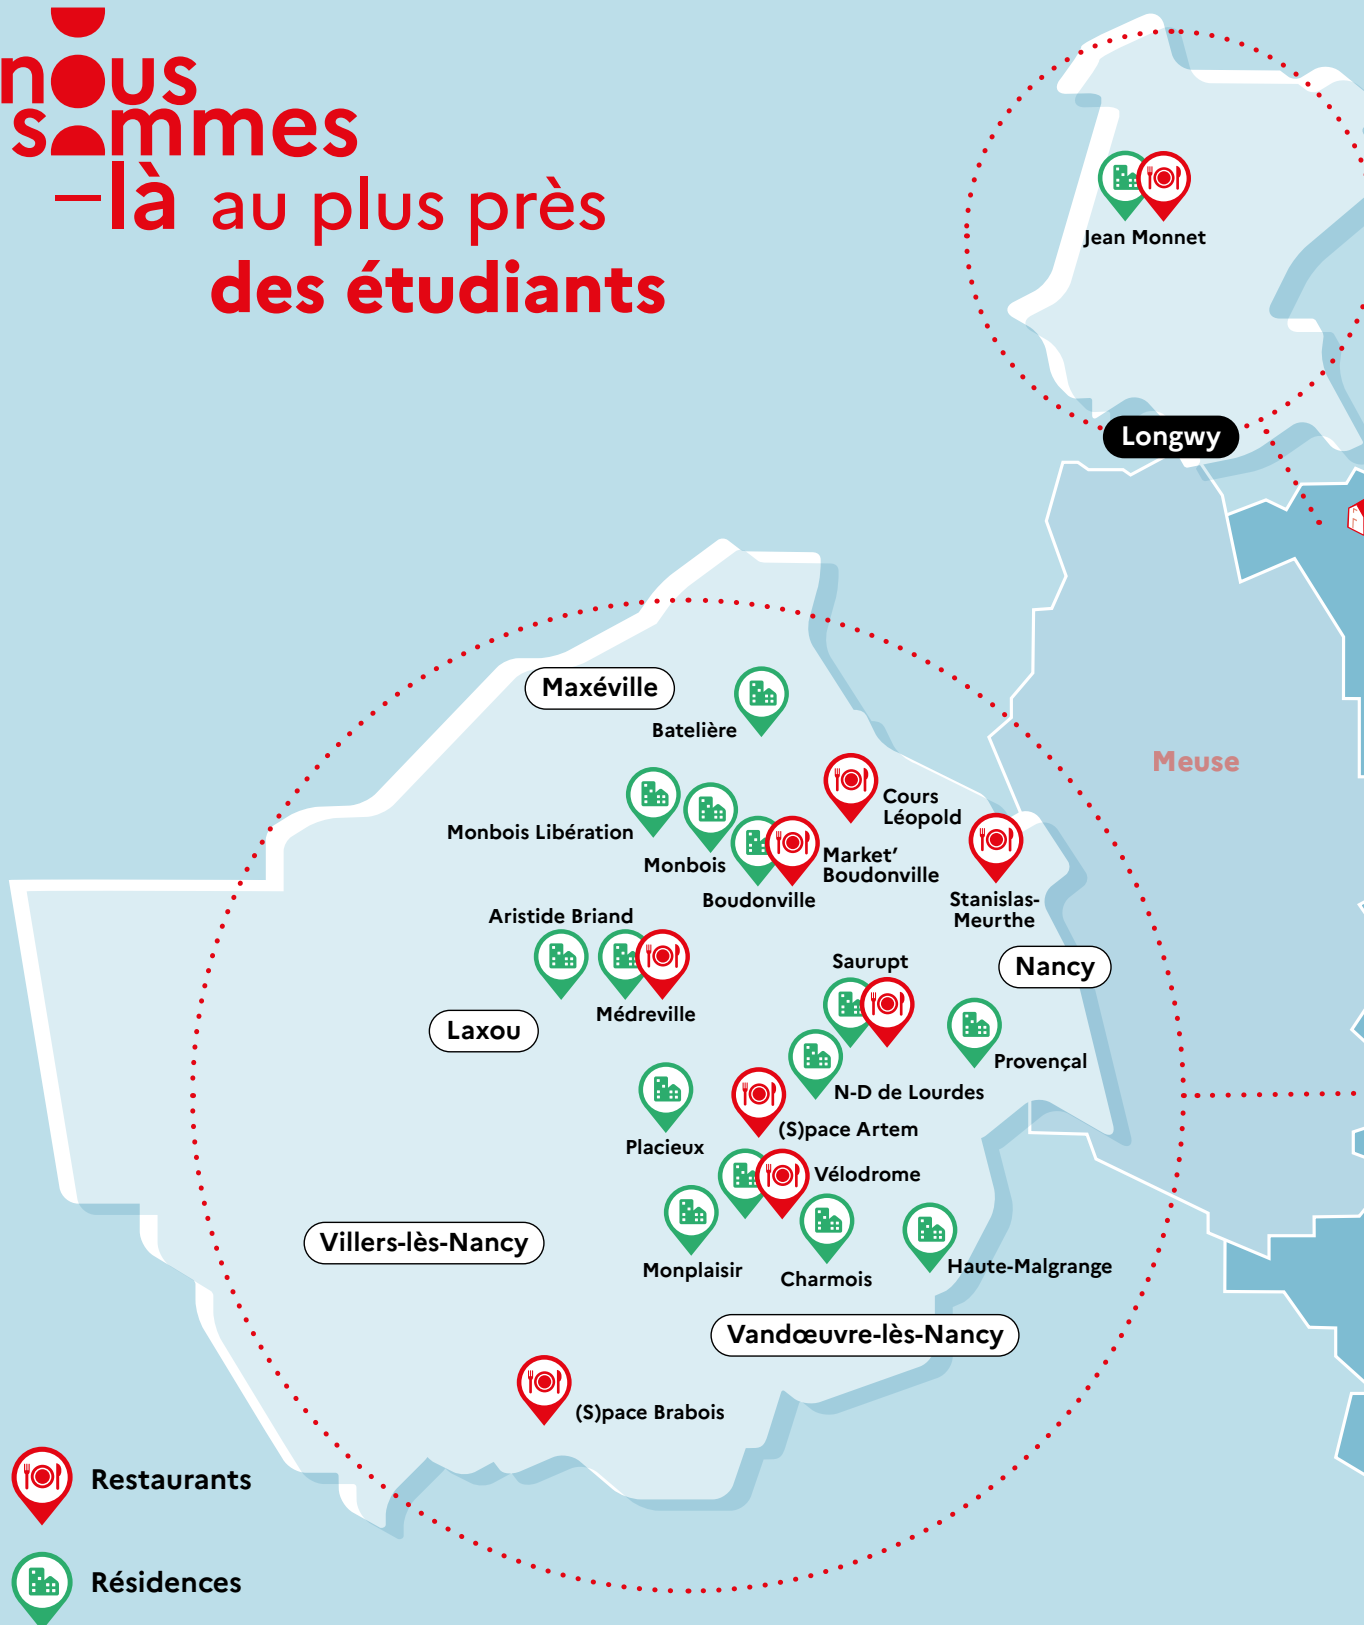 nous
sommes
–là au plus près
des étudiants
Jean Monnet
Longwy
Meuse
Maxéville
Batelière
Cours
Léopold
Monbois Libération
Monbois
Market’
Boudonville
Boudonville
Stanislas-
Meurthe
Aristide Briand
Médreville
Saurupt
Nancy
Laxou
Provençal
N-D de Lourdes
(S)pace Artem
Placieux
Vélodrome
Villers-lès-Nancy
Monplaisir
Charmois
Haute-Malgrange
Vandœuvre-lès-Nancy
(S)pace Brabois
Restaurants
Résidences